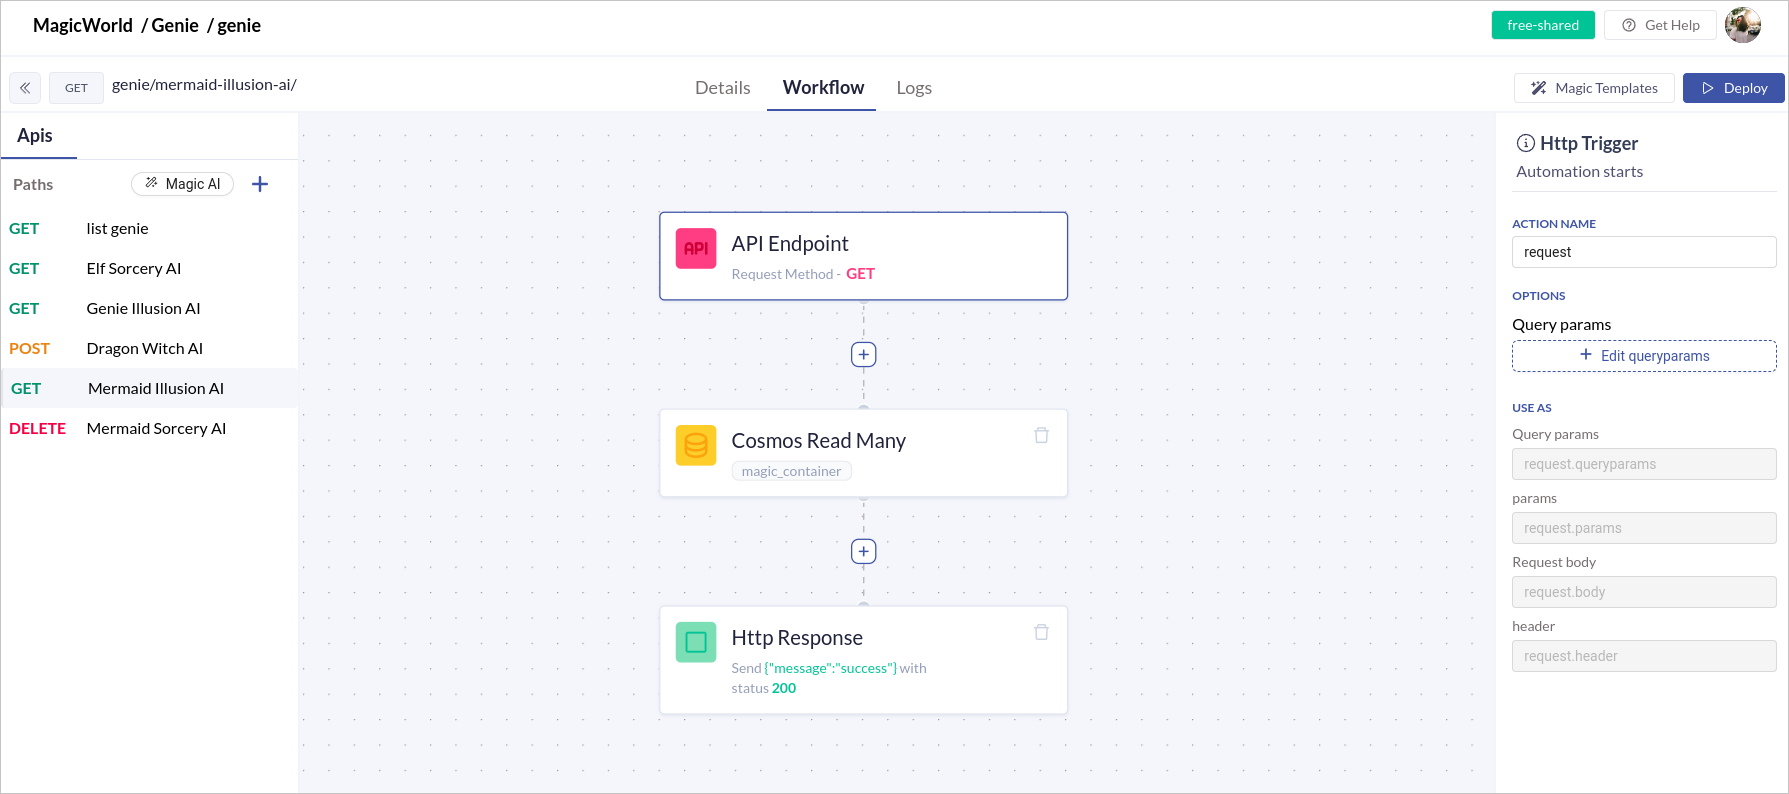 MagicWorld / Genie / genie
free-shared
Get Help
GET
genie/mermaid-illusion-ai/
Details
Workflow
Logs
Magic Templates
Deploy
Apis
Paths
Magic AI
GET list genie
GET Elf Sorcery AI
GET Genie Illusion AI
POST Dragon Witch AI
GET Mermaid Illusion AI
DELETE Mermaid Sorcery AI
API
API Endpoint
Request Method - GET
Cosmos Read Many
magic_container
Http Response
Send {"message":"success"} with
status 200
Http Trigger
Automation starts
ACTION NAME
request
OPTIONS
Query params
+ Edit queryparams
USE AS
Query params
request.queryparams
params
request.params
Request body
request.body
header
request.header